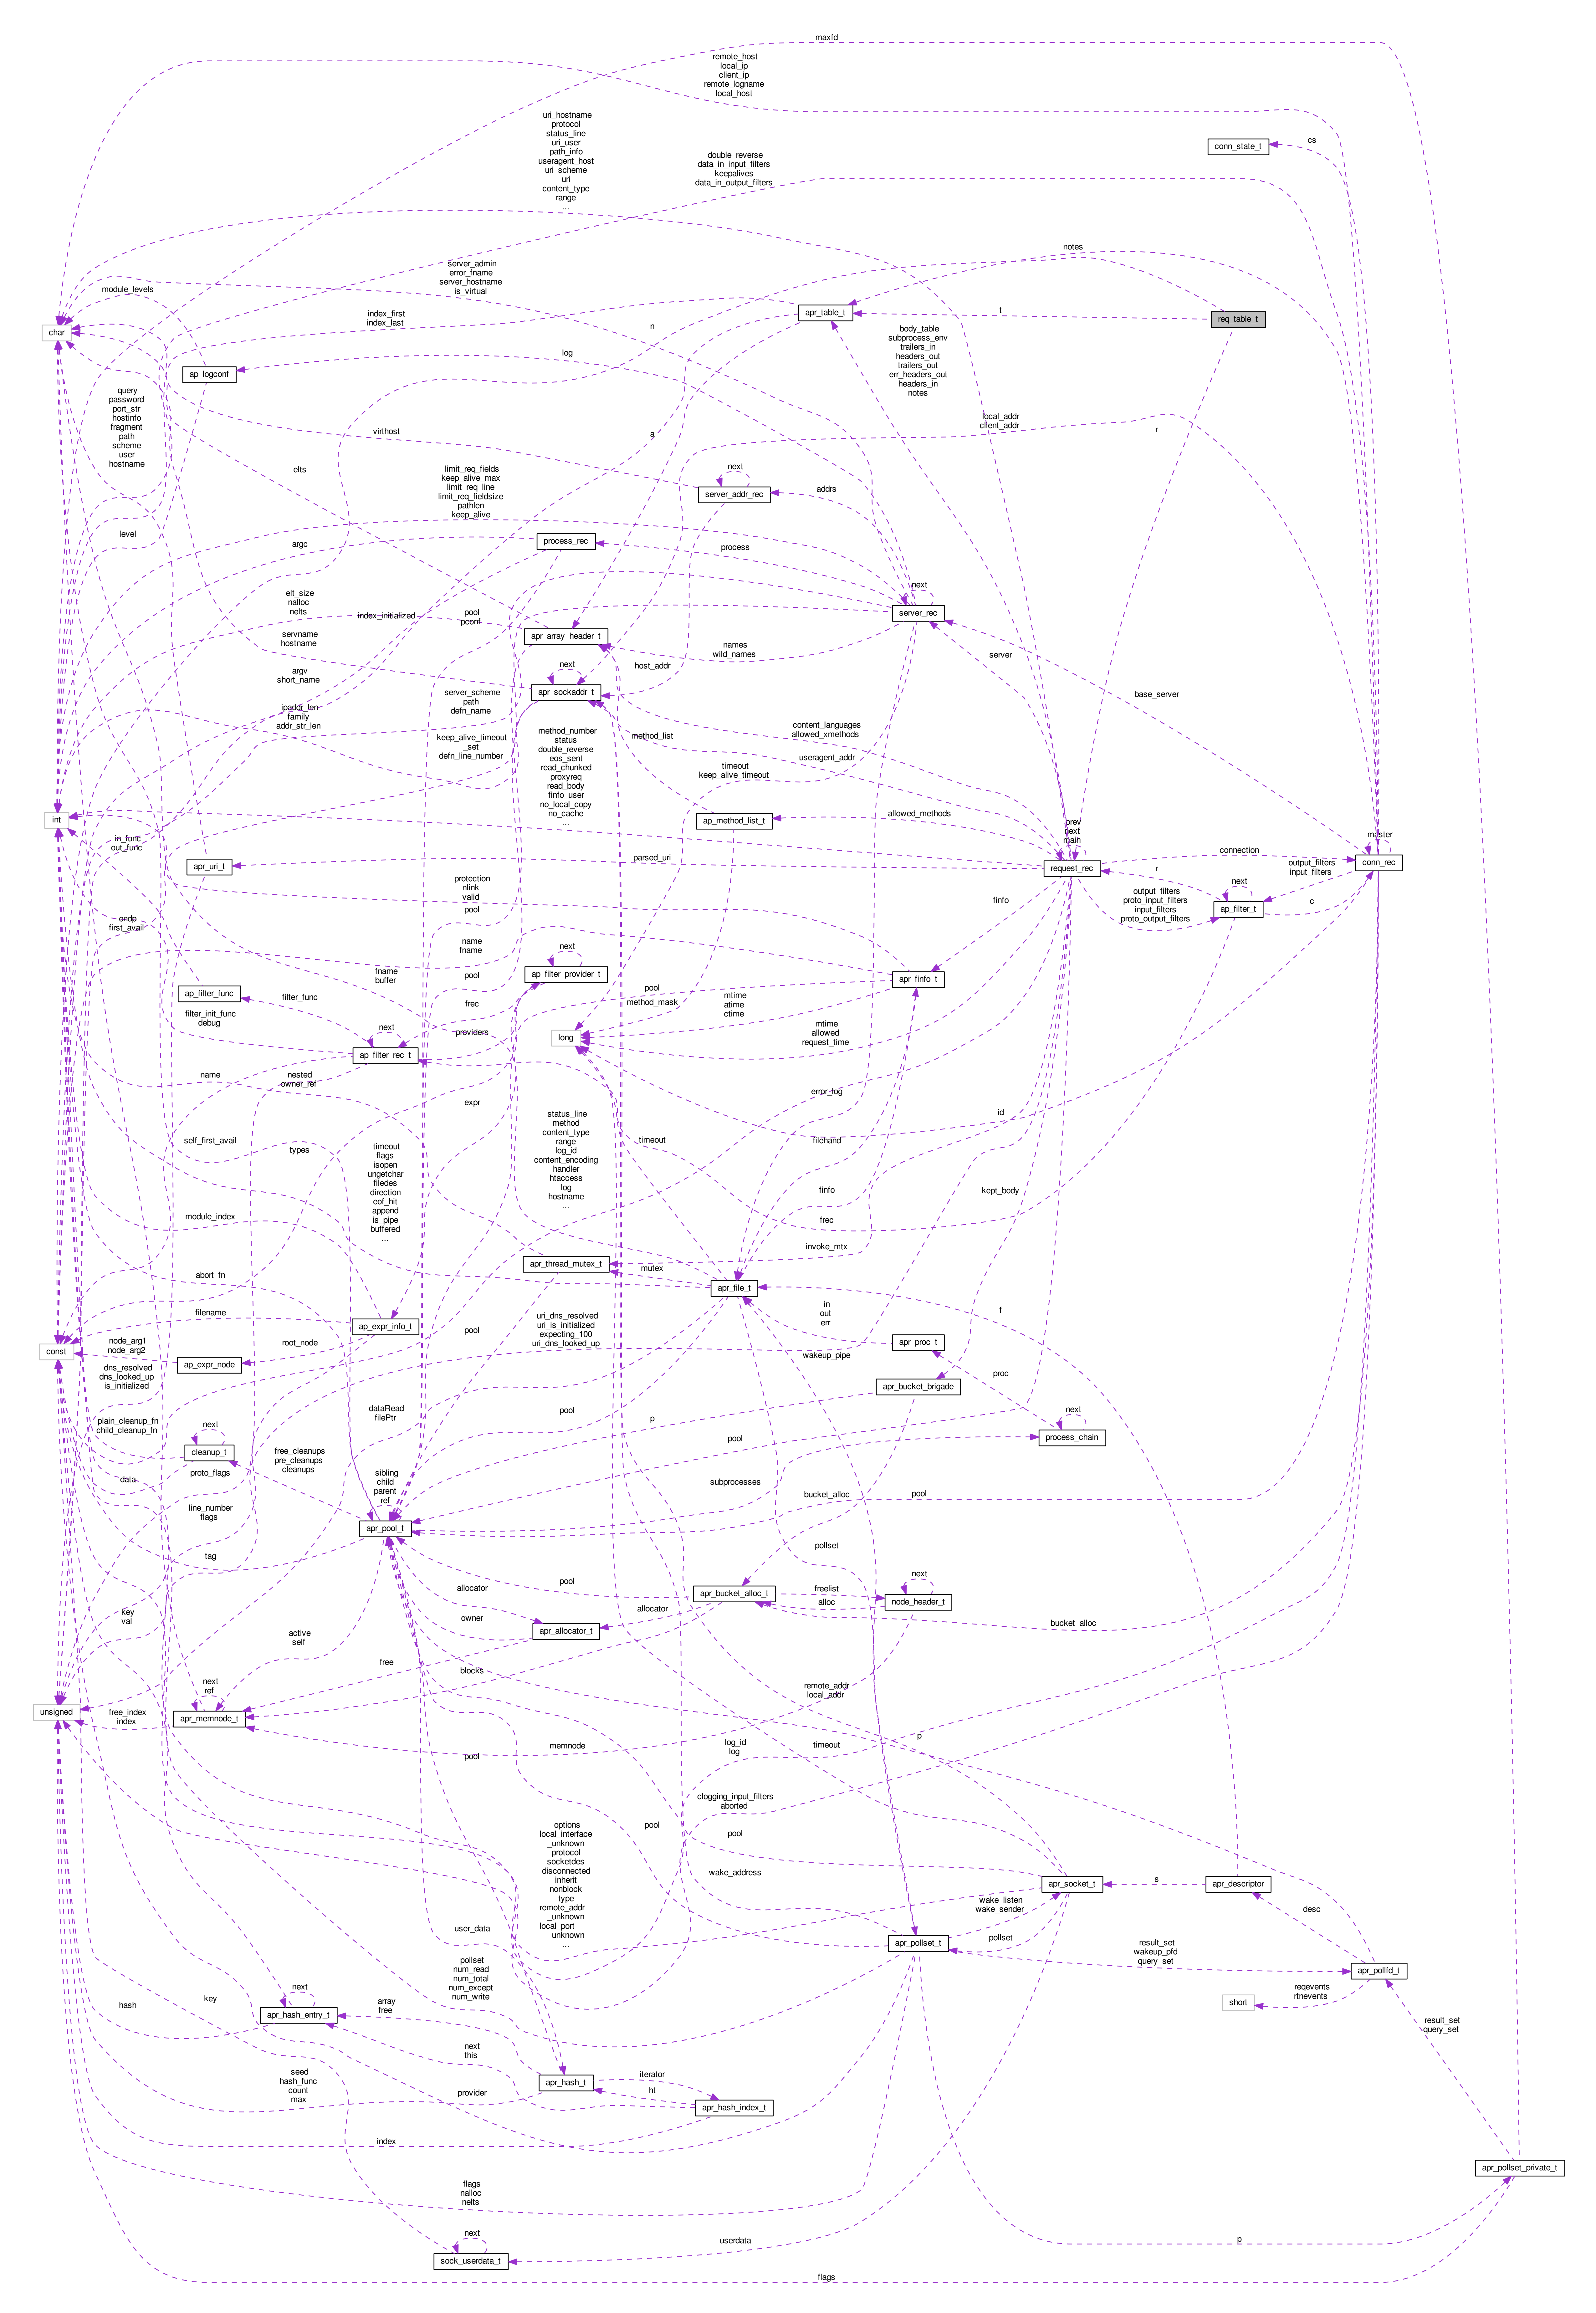 maxfd
remote_host
local_ip
client_ip
remote_logname
local_host
uri_hostname
protocol
status_line
uri_user
path_info
useragent_host
uri_scheme
uri
content_type
range
...
conn_state_t
cs
double_reverse
data_in_input_filters
keepalives
data_in_output_filters
notes
server_admin
error_fname
server_hostname
is_virtual
module_levels
index_first
index_last
apr_table_t
t
req_table_t
char
n
body_table
subprocess_env
trailers_in
headers_out
trailers_out
err_headers_out
headers_in
notes
log
ap_logconf
query
password
port_str
hostinfo
fragment
path
scheme
user
hostname
virthost
a
local_addr
client_addr
r
elts
limit_req_fields
keep_alive_max
limit_req_line
limit_req_fieldsize
pathlen
keep_alive
next
server_addr_rec
addrs
level
argc
process_rec
process
elt_size
nalloc
nelts
index_initialized
pool
pconf
next
server_rec
servname
hostname
apr_array_header_t
names
wild_names
server
argv
short_name
next
apr_sockaddr_t
host_addr
base_server
ipaddr_len
family
addr_str_len
server_scheme
path
defn_name
keep_alive_timeout
_set
defn_line_number
method_number
status
double_reverse
eos_sent
read_chunked
proxyreq
read_body
finfo_user
no_local_copy
no_cache
...
method_list
content_languages
allowed_xmethods
useragent_addr
timeout
keep_alive_timeout
int
in_func
out_func
apr_uri_t
ap_method_list_t
allowed_methods
prev
next
main
master
parsed_uri
request_rec
connection
conn_rec
r
output_filters
input_filters
protection
nlink
valid
finfo
output_filters
proto_input_filters
input_filters
proto_output_filters
next
ap_filter_t
c
pool
endp
first_avail
name
fname
next
ap_filter_provider_t
apr_finfo_t
fname
buffer
pool
pool
method_mask
mtime
atime
ctime
ap_filter_func
filter_func
frec
filter_init_func
debug
next
ap_filter_rec_t
providers
long
mtime
allowed
request_time
name
nested
owner_ref
expr
error_log
id
self_first_avail
types
timeout
flags
isopen
ungetchar
filedes
direction
eof_hit
append
is_pipe
buffered
...
status_line
method
content_type
range
log_id
content_encoding
handler
htaccess
log
hostname
...
timeout
filehand
finfo
kept_body
frec
module_index
invoke_mtx
abort_fn
apr_thread_mutex_t
mutex
apr_file_t
f
filename
ap_expr_info_t
uri_dns_resolved
uri_is_initialized
expecting_100
uri_dns_looked_up
in
out
err
apr_proc_t
const
node_arg1
node_arg2
root_node
ap_expr_node
pool
wakeup_pipe
dns_resolved
dns_looked_up
is_initialized
apr_bucket_brigade
proc
plain_cleanup_fn
child_cleanup_fn
next
cleanup_t
dataRead
filePtr
pool
p
pool
next
process_chain
data
proto_flags
free_cleanups
pre_cleanups
cleanups
sibling
child
parent
ref
subprocesses
bucket_alloc
pool
line_number
flags
apr_pool_t
tag
pollset
key
val
allocator
pool
apr_bucket_alloc_t
freelist
alloc
next
node_header_t
bucket_alloc
owner
apr_allocator_t
allocator
active
self
free
blocks
next
ref
apr_memnode_t
unsigned
free_index
index
remote_addr
local_addr
memnode
timeout
p
pool
log_id
log
clogging_input_filters
aborted
options
local_interface
_unknown
protocol
socketdes
disconnected
inherit
nonblock
type
remote_addr
_unknown
local_port
_unknown
...
pool
pool
wake_address
apr_socket_t
s
apr_descriptor
wake_listen
wake_sender
desc
user_data
apr_pollset_t
pollset
result_set
wakeup_pfd
query_set
apr_pollfd_t
pollset
num_read
num_total
num_except
num_write
reqevents
rtnevents
short
next
apr_hash_entry_t
hash
key
array
free
result_set
query_set
next
this
apr_hash_t
iterator
ht
seed
hash_func
count
max
provider
apr_hash_index_t
index
apr_pollset_private_t
flags
nalloc
nelts
next
sock_userdata_t
userdata
p
flags